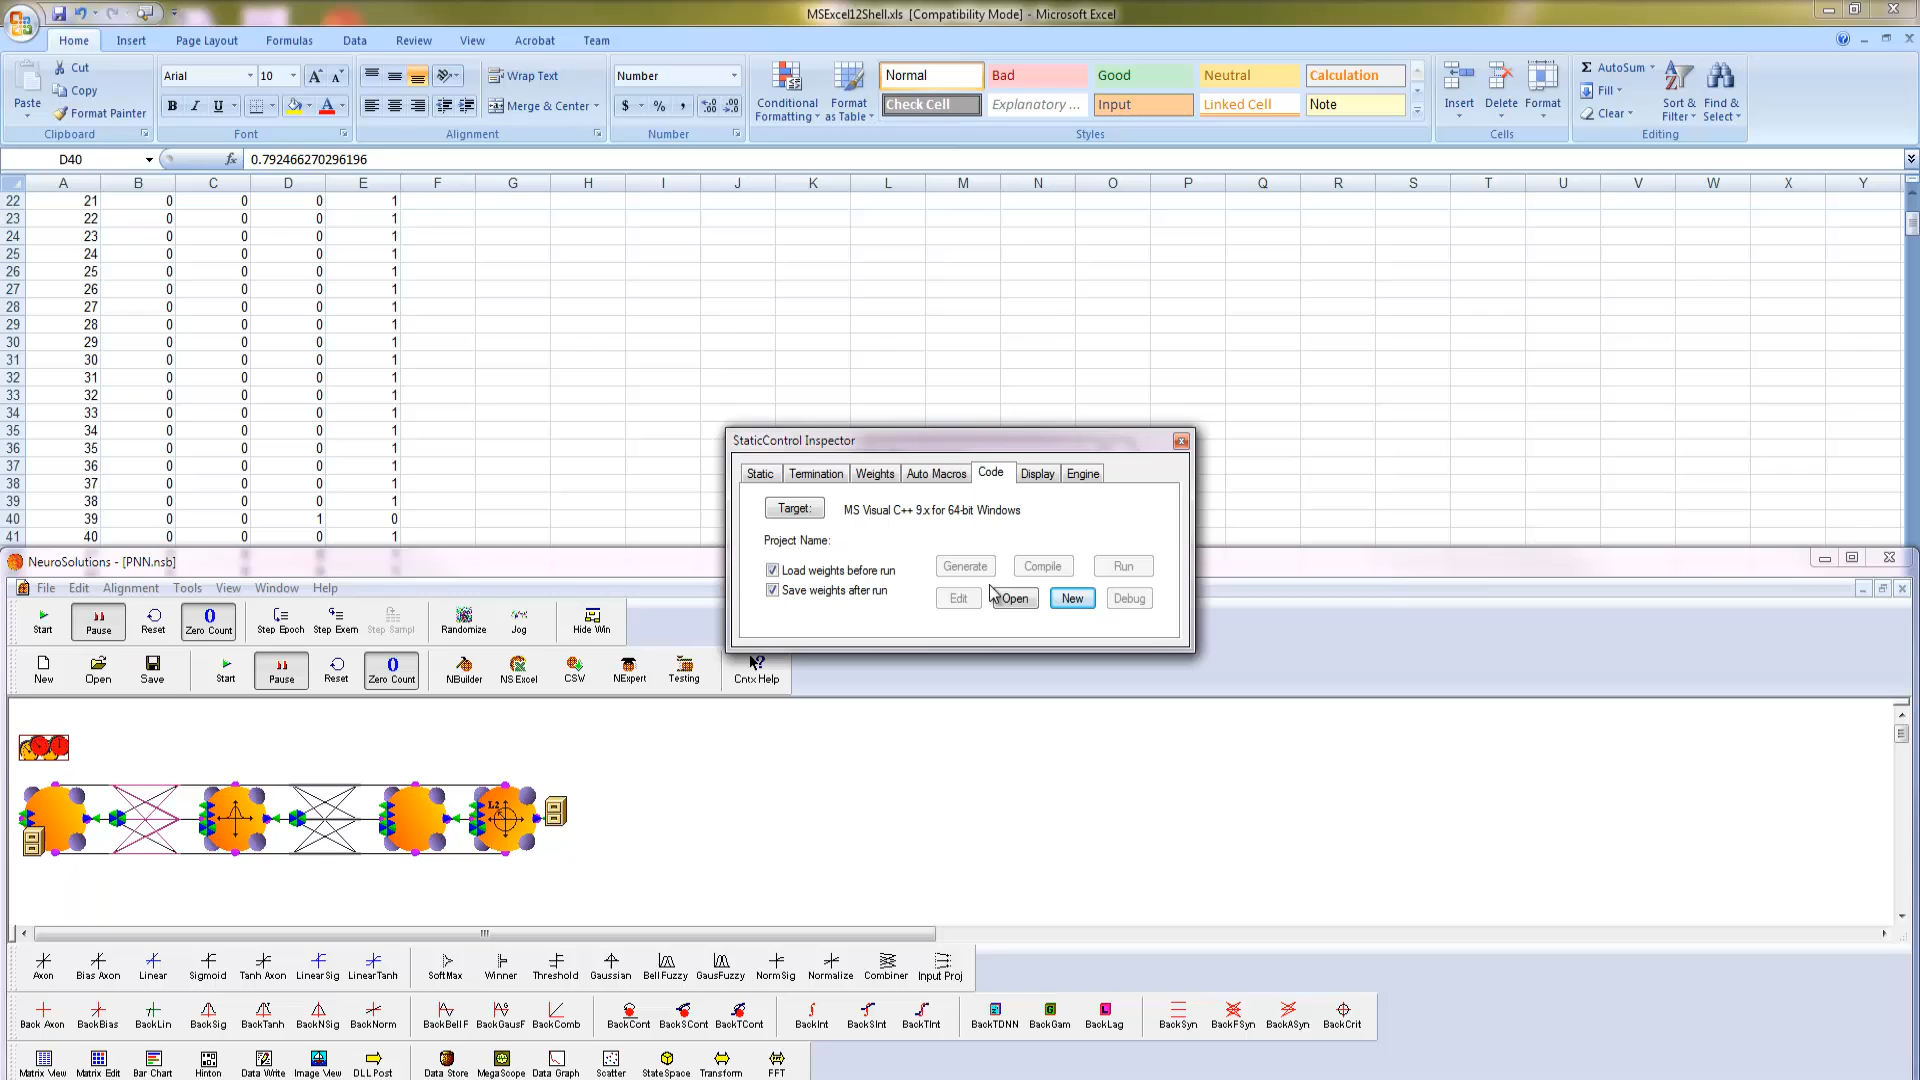 MSExcel12Shell.xls [Compatibility Mode] - Microsoft Excel
Home Insert Page Layout Formulas Data Review View Acrobat Team
Paste Cut Copy Format Painter Clipboard
Arial 10 B I U Font
Wrap Text Merge & Center Alignment
Number $ % , Number
Conditional Formatting Format as Table
Normal Bad Good Neutral Calculation
Check Cell Explanatory ... Input Linked Cell Note
Styles
Insert Delete Format Cells
Σ AutoSum Fill Clear Sort & Filter Find & Select Editing
D40 fx 0.792466270296196
A B C D E F G H I J K L M N O P Q R S T U V W X Y
22 21 0 0 0 1
23 22 0 0 0 1
24 23 0 0 0 1
25 24 0 0 0 1
26 25 0 0 0 1
27 26 0 0 0 1
28 27 0 0 0 1
29 28 0 0 0 1
30 29 0 0 0 1
31 30 0 0 0 1
32 31 0 0 0 1
33 32 0 0 0 1
34 33 0 0 0 1
35 34 0 0 0 1
36 35 0 0 0 1
37 36 0 0 0 1
38 37 0 0 0 1
39 38 0 0 0 1
40 39 0 0 1 0
41 40 0 0 0 1
StaticControl Inspector
Static Termination Weights Auto Macros Code Display Engine
Target: MS Visual C++ 9.x for 64-bit Windows
Project Name:
Load weights before run Generate Compile Run
Save weights after run Edit Open New Debug
NeuroSolutions - [PNN.nsb]
File Edit Alignment Tools View Window Help
Start Pause Reset Zero Count Step Epoch Step Exem Step Sampl Randomize Jog Hide Win
New Open Save Start Pause Reset Zero Count NBuilder NS Excel CSV NExpert Testing Cntx Help
L2
Axon Bias Axon Linear Sigmoid Tanh Axon LinearSig LinearTanh SoftMax Winner Threshold Gaussian BellFuzzy GausFuzzy NormSig Normalize Combiner Input Proj
Back Axon BackBias BackLin BackSig BackTanh BackNSig BackNorm BackBell F BackGausF BackComb BackCont BackSCont BackTCont BackInt BackSInt BackTInt BackTDNN BackGam BackLag BackSyn BackFSyn BackASyn BackCrit
Matrix View Matrix Edit Bar Chart Hinton Data Write Image View DLL Post Data Store MegaScope Data Graph Scatter StateSpace Transform FFT